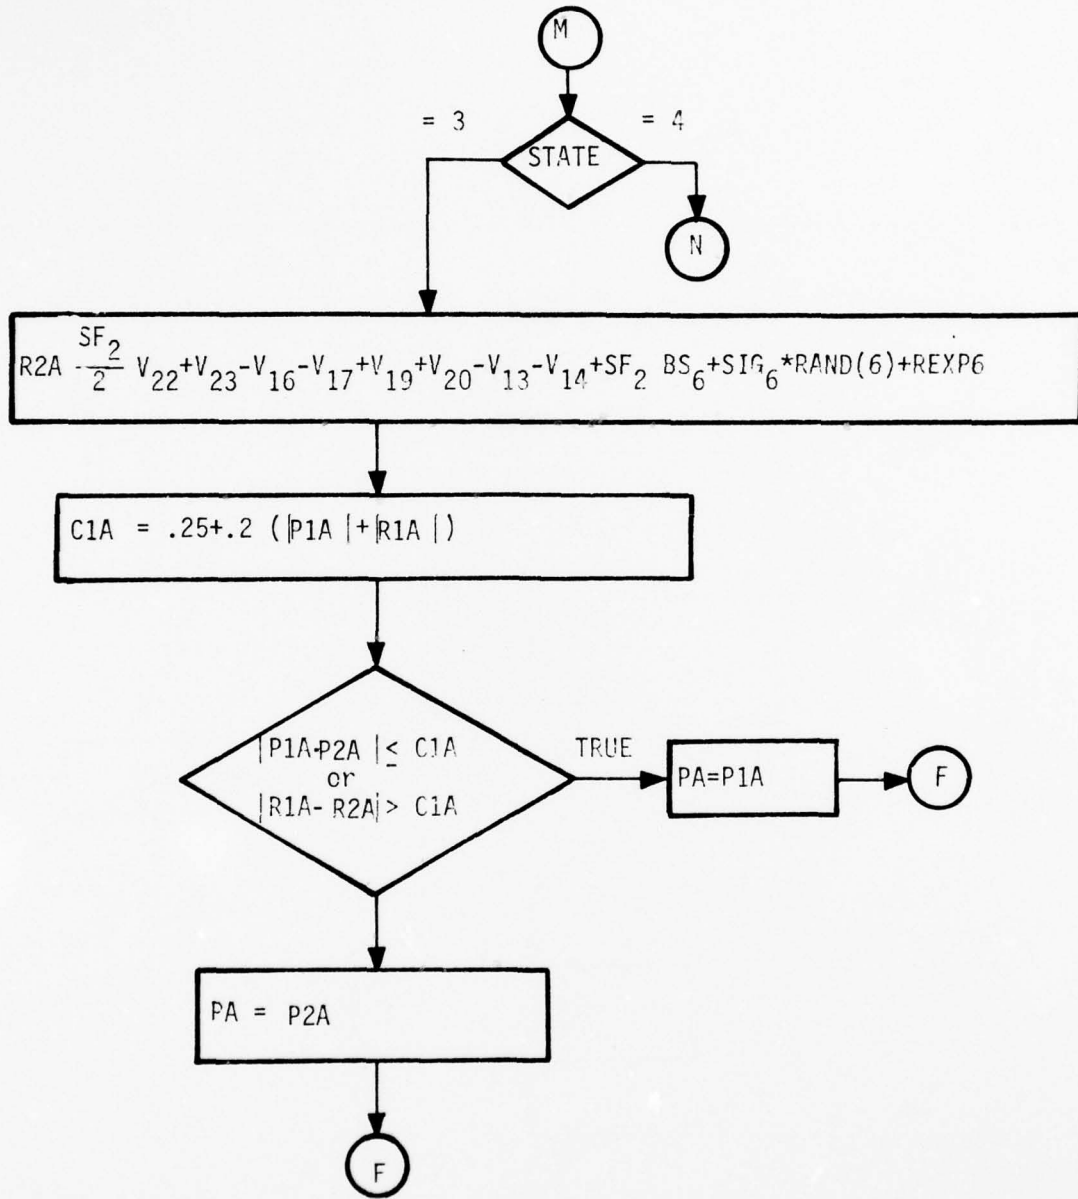 M
= 3
= 4
STATE
N
R2A SF₂/2 V₂₂+V₂₃-V₁₆-V₁₇+V₁₉+V₂₀-V₁₃-V₁₄+SF₂ BS₆+SIG₆*RAND(6)+REXP6
C1A = .25+.2 (|P1A|+|R1A|)
|P1A-P2A| ≤ C1A
or
|R1A- R2A|> C1A
TRUE
PA=P1A
F
PA = P2A
F